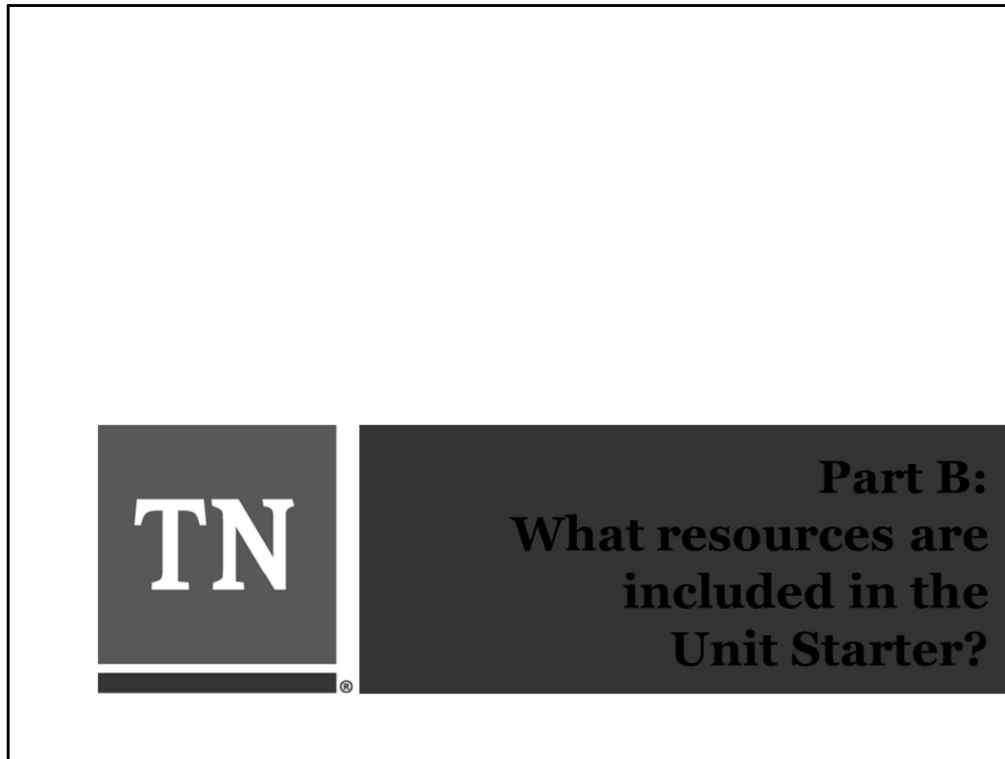 TN
®
Part B:
What resources are
included in the
Unit Starter?